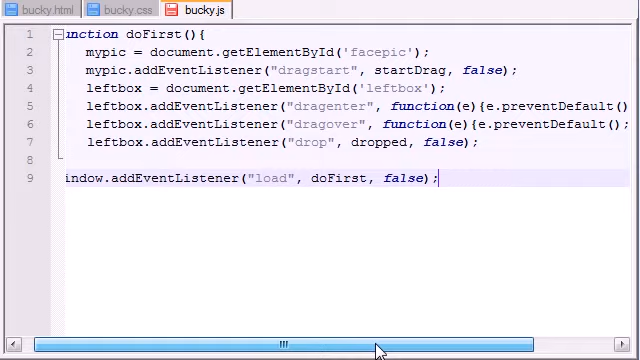 bucky.html bucky.css bucky.js
1 unction doFirst(){
2 mypic = document.getElementById('facepic');
3 mypic.addEventListener("dragstart", startDrag, false);
4 leftbox = document.getElementById('leftbox');
5 leftbox.addEventListener("dragenter", function(e){e.preventDefault()
6 leftbox.addEventListener("dragover", function(e){e.preventDefault();
7 leftbox.addEventListener("drop", dropped, false);
8
9 indow.addEventListener("load", doFirst, false);